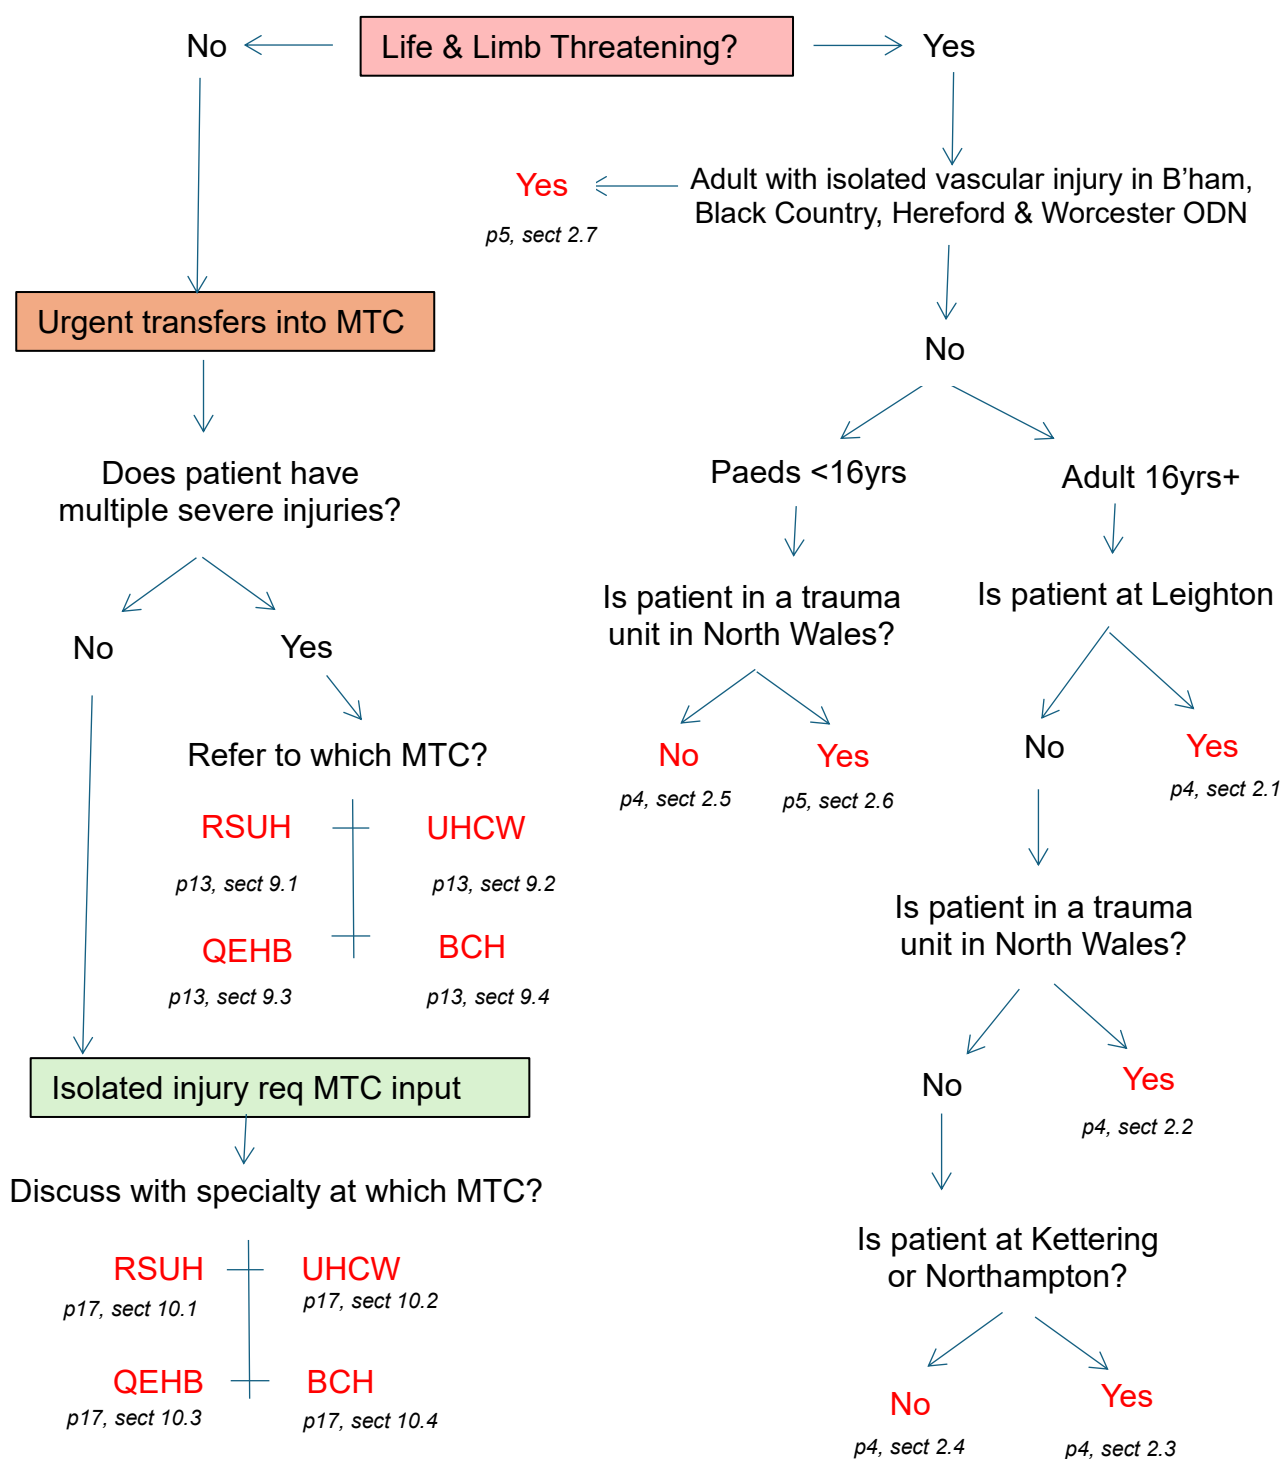 No
Life & Limb Threatening?
Yes
Yes
p5, sect 2.7
Adult with isolated vascular injury in B'ham,
Black Country, Hereford & Worcester ODN
Urgent transfers into MTC
No
Does patient have
multiple severe injuries?
Paeds <16yrs
Adult 16yrs+
Is patient in a trauma
unit in North Wales?
Is patient at Leighton
No
Yes
No
p4, sect 2.5
Yes
p5, sect 2.6
No
Yes
p4, sect 2.1
Refer to which MTC?
RSUH
p13, sect 9.1
UHCW
p13, sect 9.2
QEHB
p13, sect 9.3
BCH
p13, sect 9.4
Is patient in a trauma
unit in North Wales?
Isolated injury req MTC input
No
Yes
p4, sect 2.2
Discuss with specialty at which MTC?
RSUH
p17, sect 10.1
UHCW
p17, sect 10.2
QEHB
p17, sect 10.3
BCH
p17, sect 10.4
Is patient at Kettering
or Northampton?
No
p4, sect 2.4
Yes
p4, sect 2.3